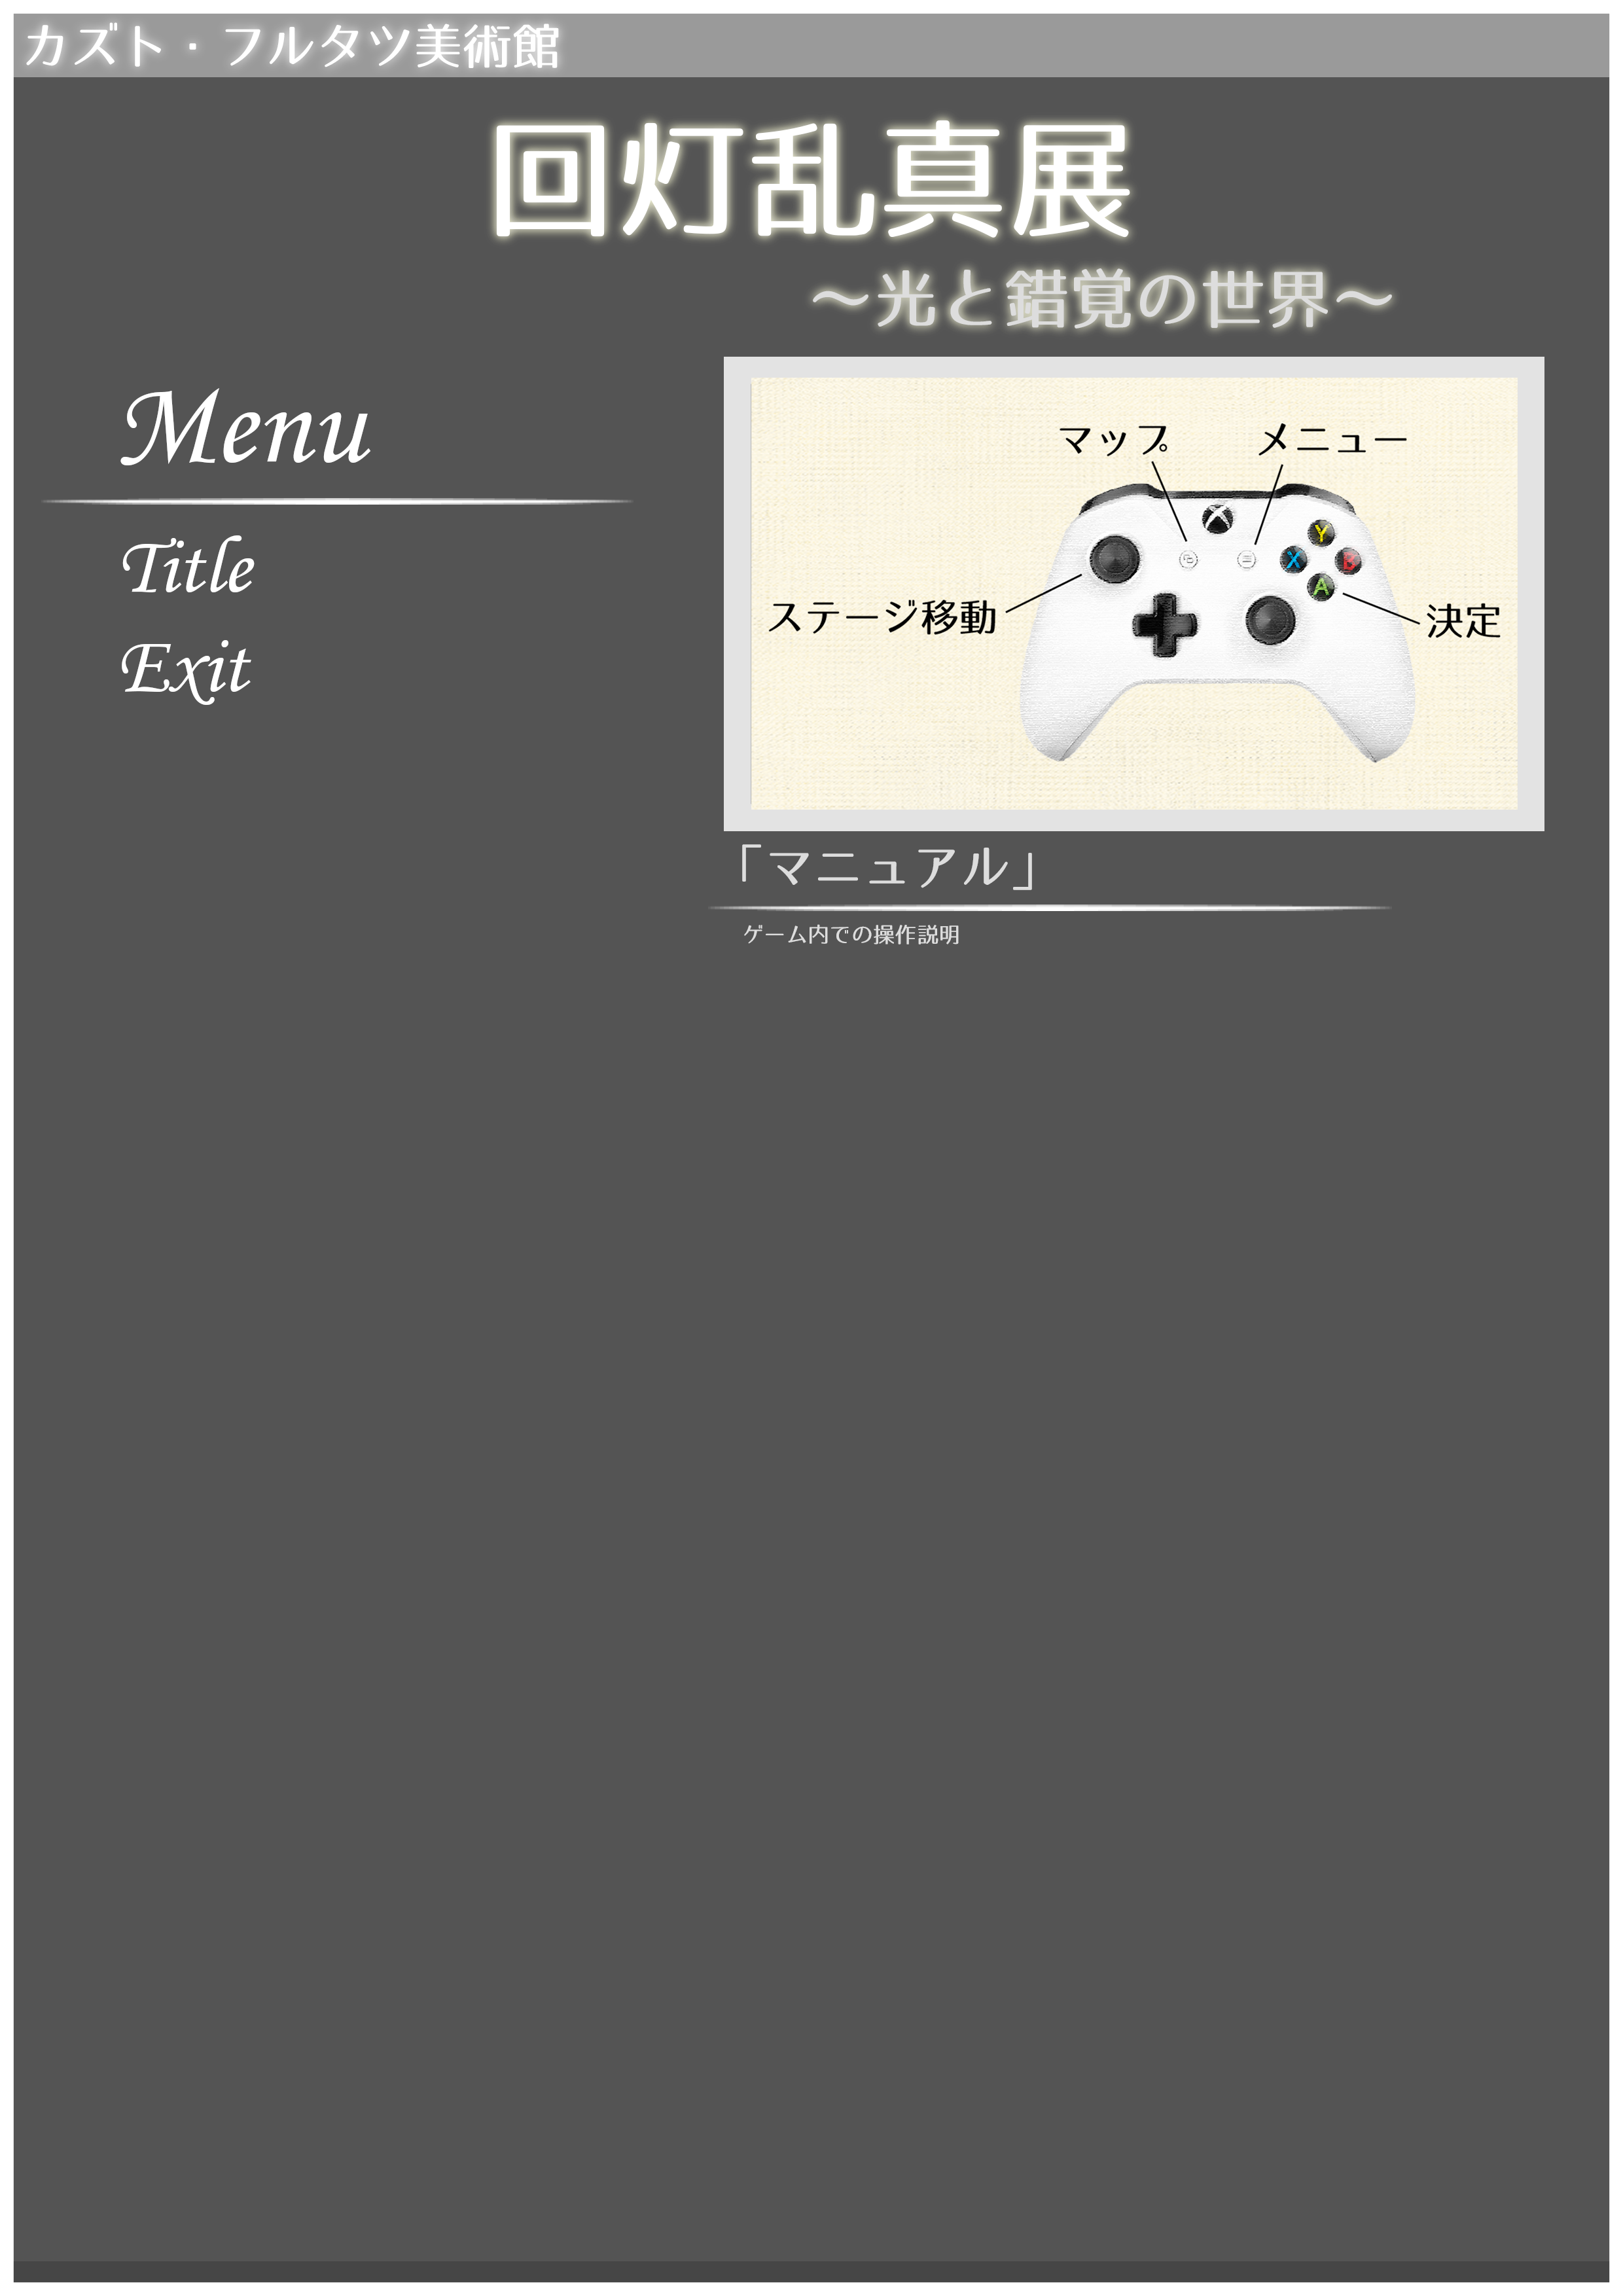 カズト・フルタツ美術館
回灯乱真展
～光と錯覚の世界～
Menu
Title
Exit
マップ
メニュー
Y
X
B
A
ステージ移動
決定
「マニュアル」
ゲーム内での操作説明